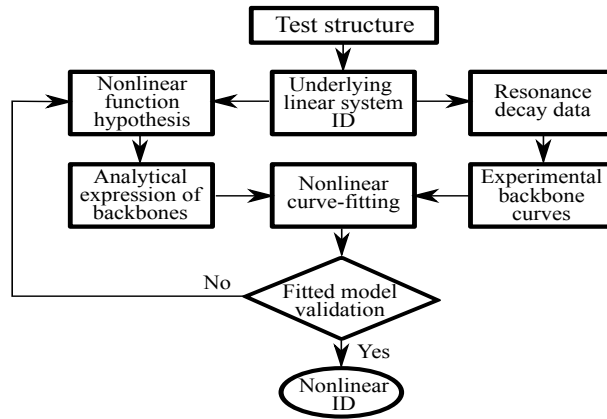 Test structure
Nonlinear
function
hypothesis
Underlying
linear system
ID
Resonance
decay data
Analytical
expression of
backbones
Nonlinear
curve-fitting
Experimental
backbone
curves
No
Fitted model
validation
Yes
Nonlinear
ID